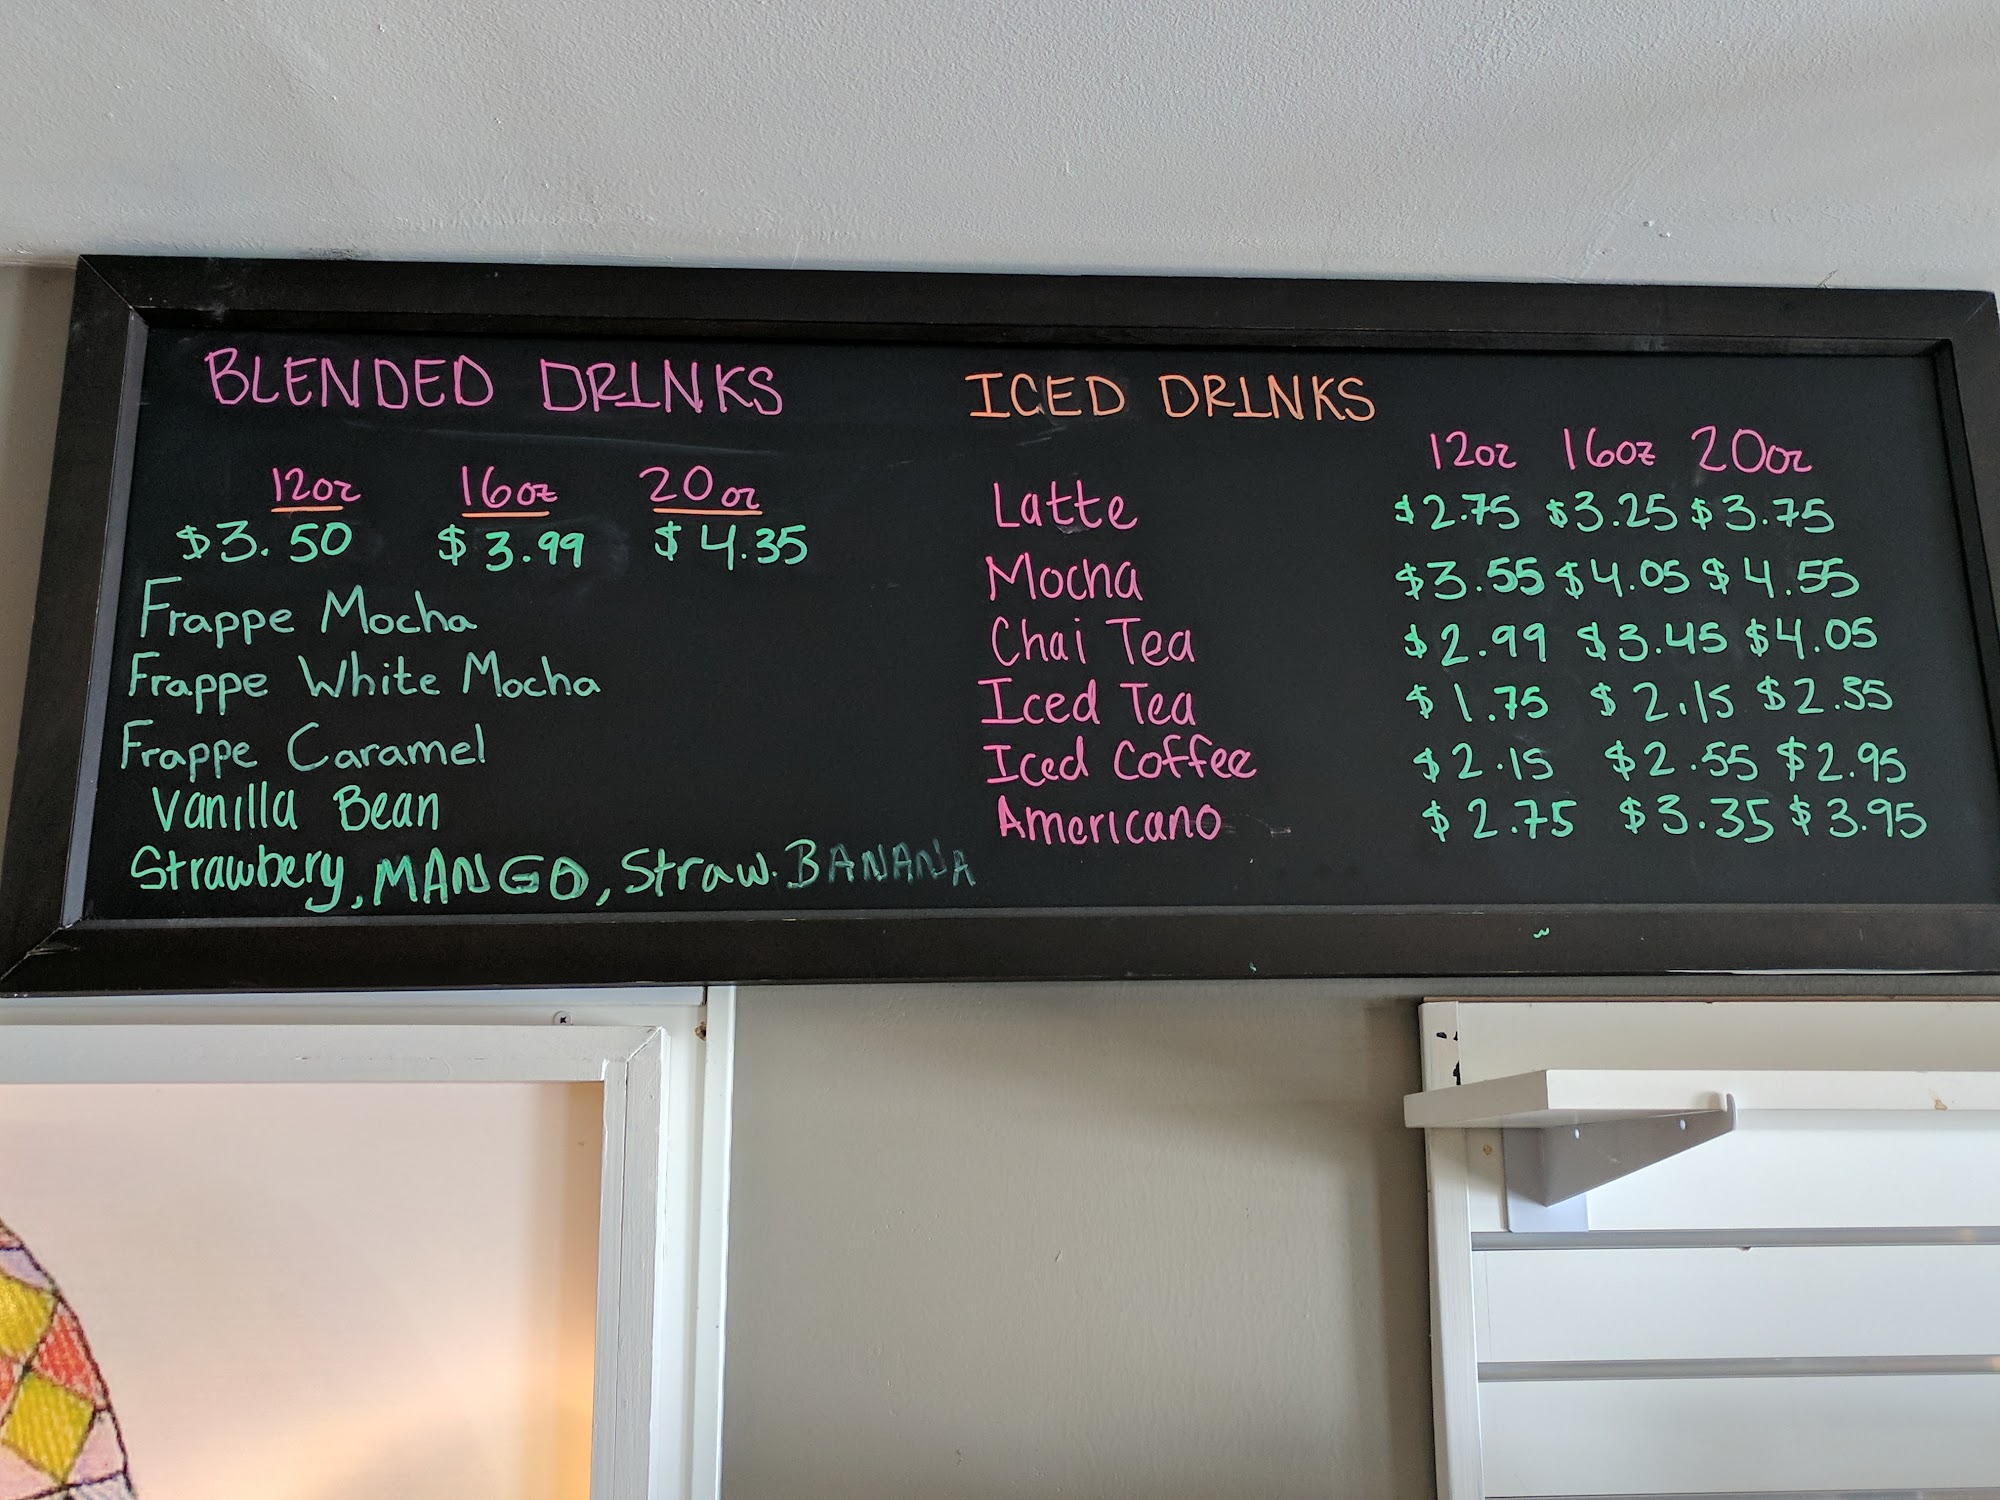 BLENDED DRINKS
12oz 16oz 20oz
$3.50 $3.99 $4.35
Frappe Mocha
Frappe White Mocha
Frappe Caramel
Vanilla Bean
Strawbery, MANGO, Straw. BANANA
ICED DRINKS
12oz 16oz 20oz
Latte $2.75 $3.25 $3.75
Mocha $3.55 $4.05 $4.55
Chai Tea $2.99 $3.45 $4.05
Iced Tea $1.75 $2.15 $2.55
Iced Coffee $2.15 $2.55 $2.95
Americano $2.75 $3.35 $3.95